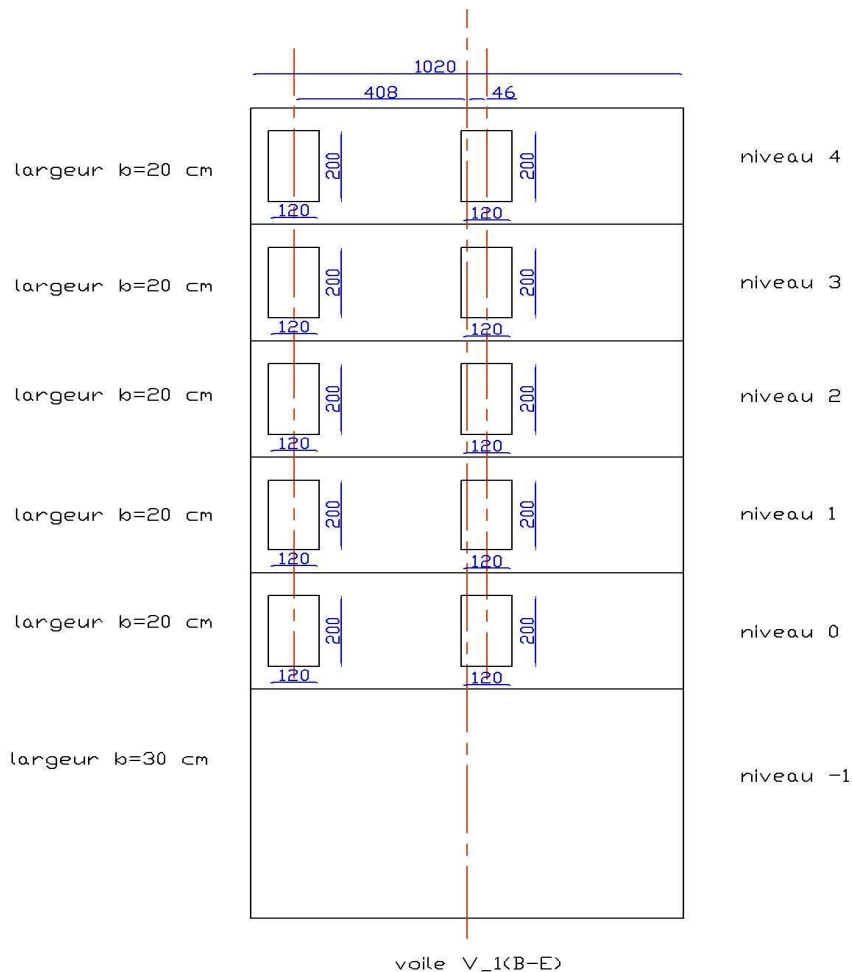 1020
408 46
largeur b=20 cm 200 200 niveau 4
120 120
largeur b=20 cm 200 200 niveau 3
120 120
largeur b=20 cm 200 200 niveau 2
120 120
largeur b=20 cm 200 200 niveau 1
120 120
largeur b=20 cm 200 200 niveau 0
120 120
largeur b=30 cm niveau -1
voile V_1(B-E)